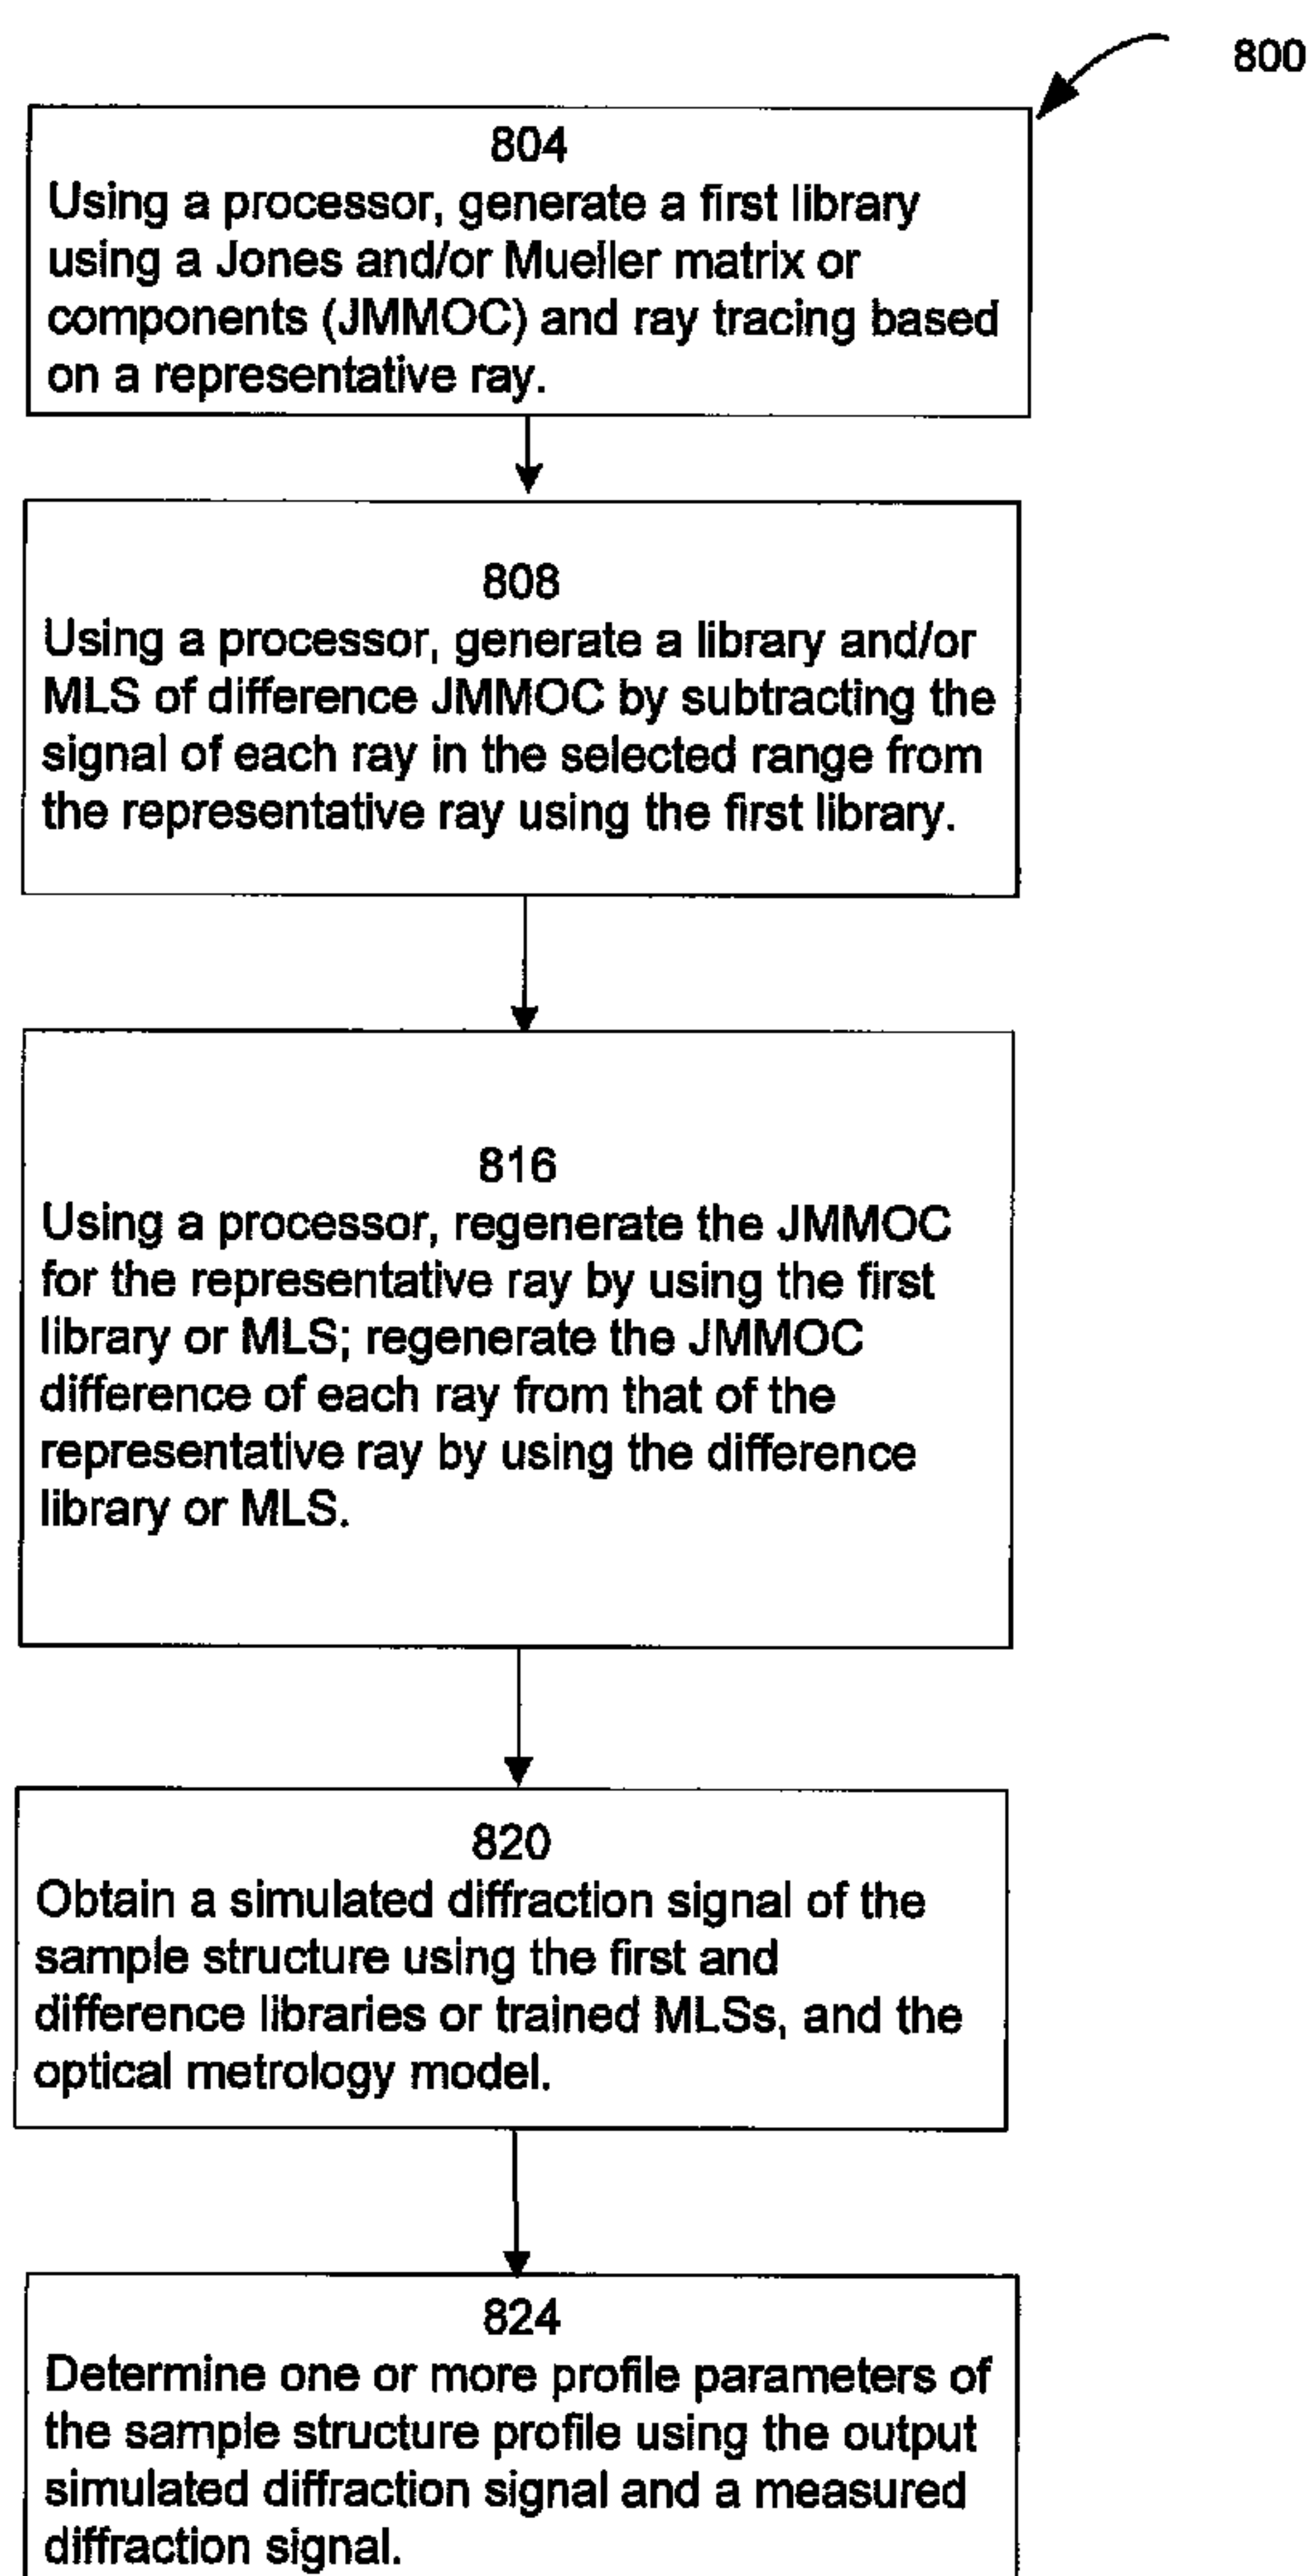 800
804
Using a processor, generate a first library
using a Jones and/or Mueller matrix or
components (JMMOC) and ray tracing based
on a representative ray.
808
Using a processor, generate a library and/or
MLS of difference JMMOC by subtracting the
signal of each ray in the selected range from
the representative ray using the first library.
816
Using a processor, regenerate the JMMOC
for the representative ray by using the first
library or MLS; regenerate the JMMOC
difference of each ray from that of the
representative ray by using the difference
library or MLS.
820
Obtain a simulated diffraction signal of the
sample structure using the first and
difference libraries or trained MLSs, and the
optical metrology model.
824
Determine one or more profile parameters of
the sample structure profile using the output
simulated diffraction signal and a measured
diffraction signal.